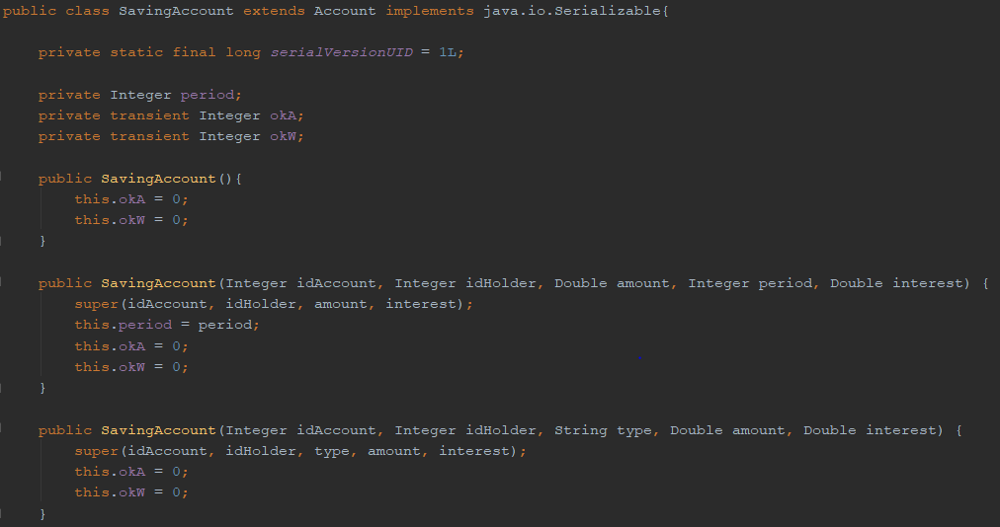 public class SavingAccount extends Account implements java.io.Serializable{
private static final long serialVersionUID = 1L;
private Integer period;
private transient Integer okA;
private transient Integer okW;
public SavingAccount(){
this.okA = 0;
this.okW = 0;
}
public SavingAccount(Integer idAccount, Integer idHolder, Double amount, Integer period, Double interest) {
super(idAccount, idHolder, amount, interest);
this.period = period;
this.okA = 0;
this.okW = 0;
}
public SavingAccount(Integer idAccount, Integer idHolder, String type, Double amount, Double interest) {
super(idAccount, idHolder, type, amount, interest);
this.okA = 0;
this.okW = 0;
}